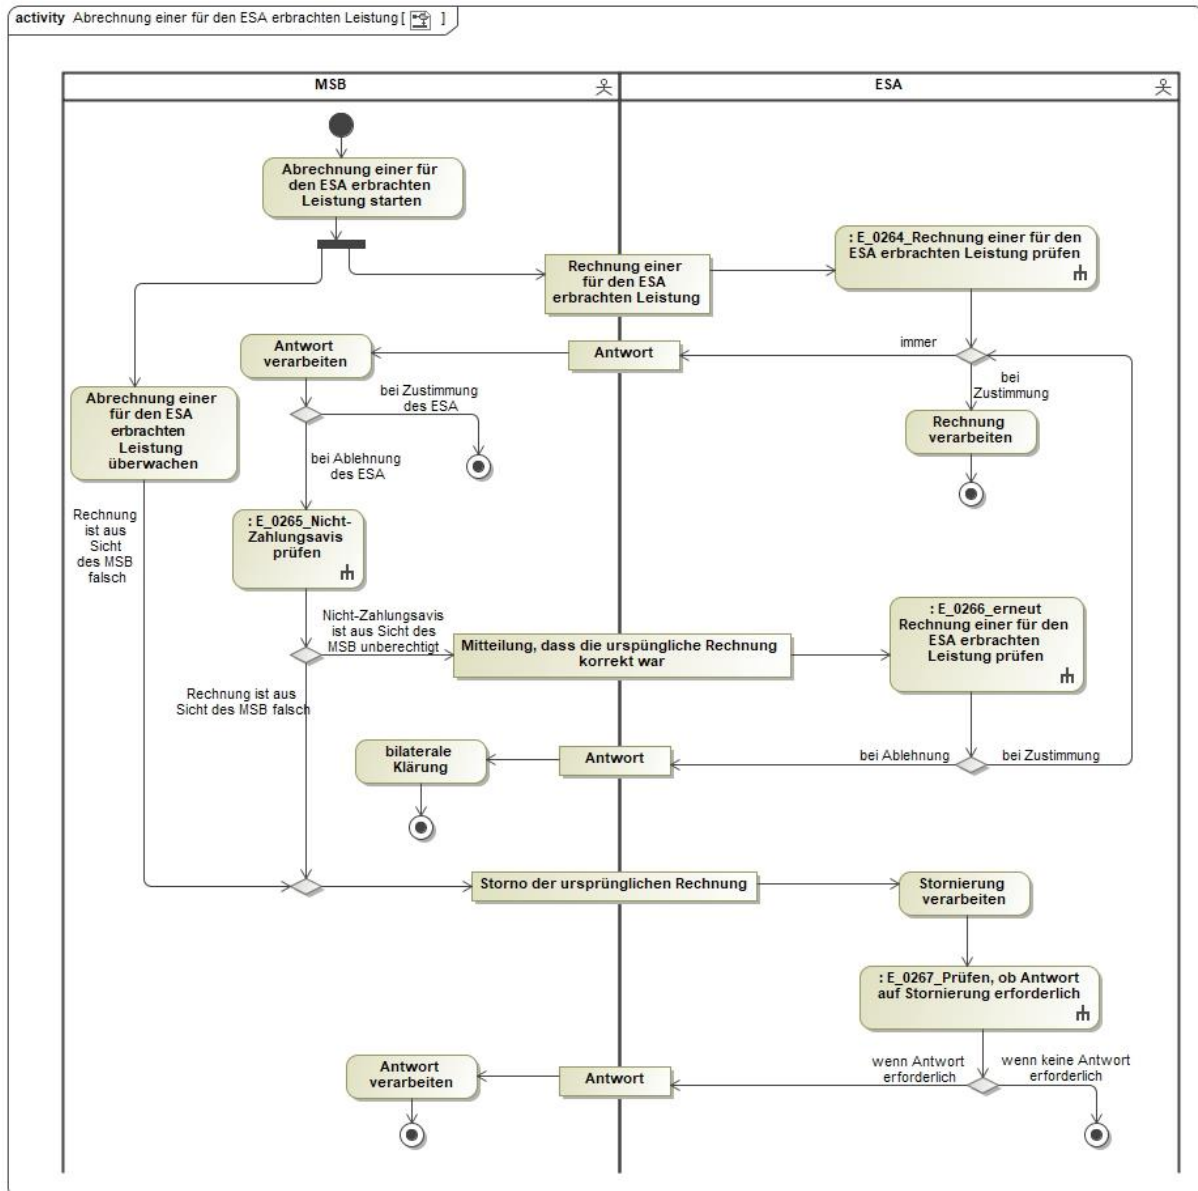 activity Abrechnung einer für den ESA erbrachten Leistung [ ]
MSB
ESA
Abrechnung einer für
den ESA erbrachten
Leistung starten
: E_0264_Rechnung einer für den
ESA erbrachten Leistung prüfen
Rechnung einer
für den ESA
erbrachten Leistung
immer
Antwort
verarbeiten
Antwort
bei
Zustimmung
bei Zustimmung
des ESA
Abrechnung einer
für den ESA
erbrachten
Leistung
überwachen
Rechnung
verarbeiten
bei Ablehnung
des ESA
Rechnung
ist aus
Sicht
des MSB
falsch
: E_0265_Nicht-
Zahlungsavis
prüfen
Nicht-Zahlungsavis
ist aus Sicht des
MSB unberechtigt
: E_0266_erneut
Rechnung einer für den
ESA erbrachten
Leistung prüfen
Mitteilung, dass die urspüngliche Rechnung
korrekt war
Rechnung ist aus
Sicht des MSB falsch
bilaterale
Klärung
Antwort
bei Ablehnung
bei Zustimmung
Storno der ursprünglichen Rechnung
Stornierung
verarbeiten
: E_0267_Prüfen, ob Antwort
auf Stornierung erforderlich
Antwort
verarbeiten
Antwort
wenn Antwort
erforderlich
wenn keine Antwort
erforderlich